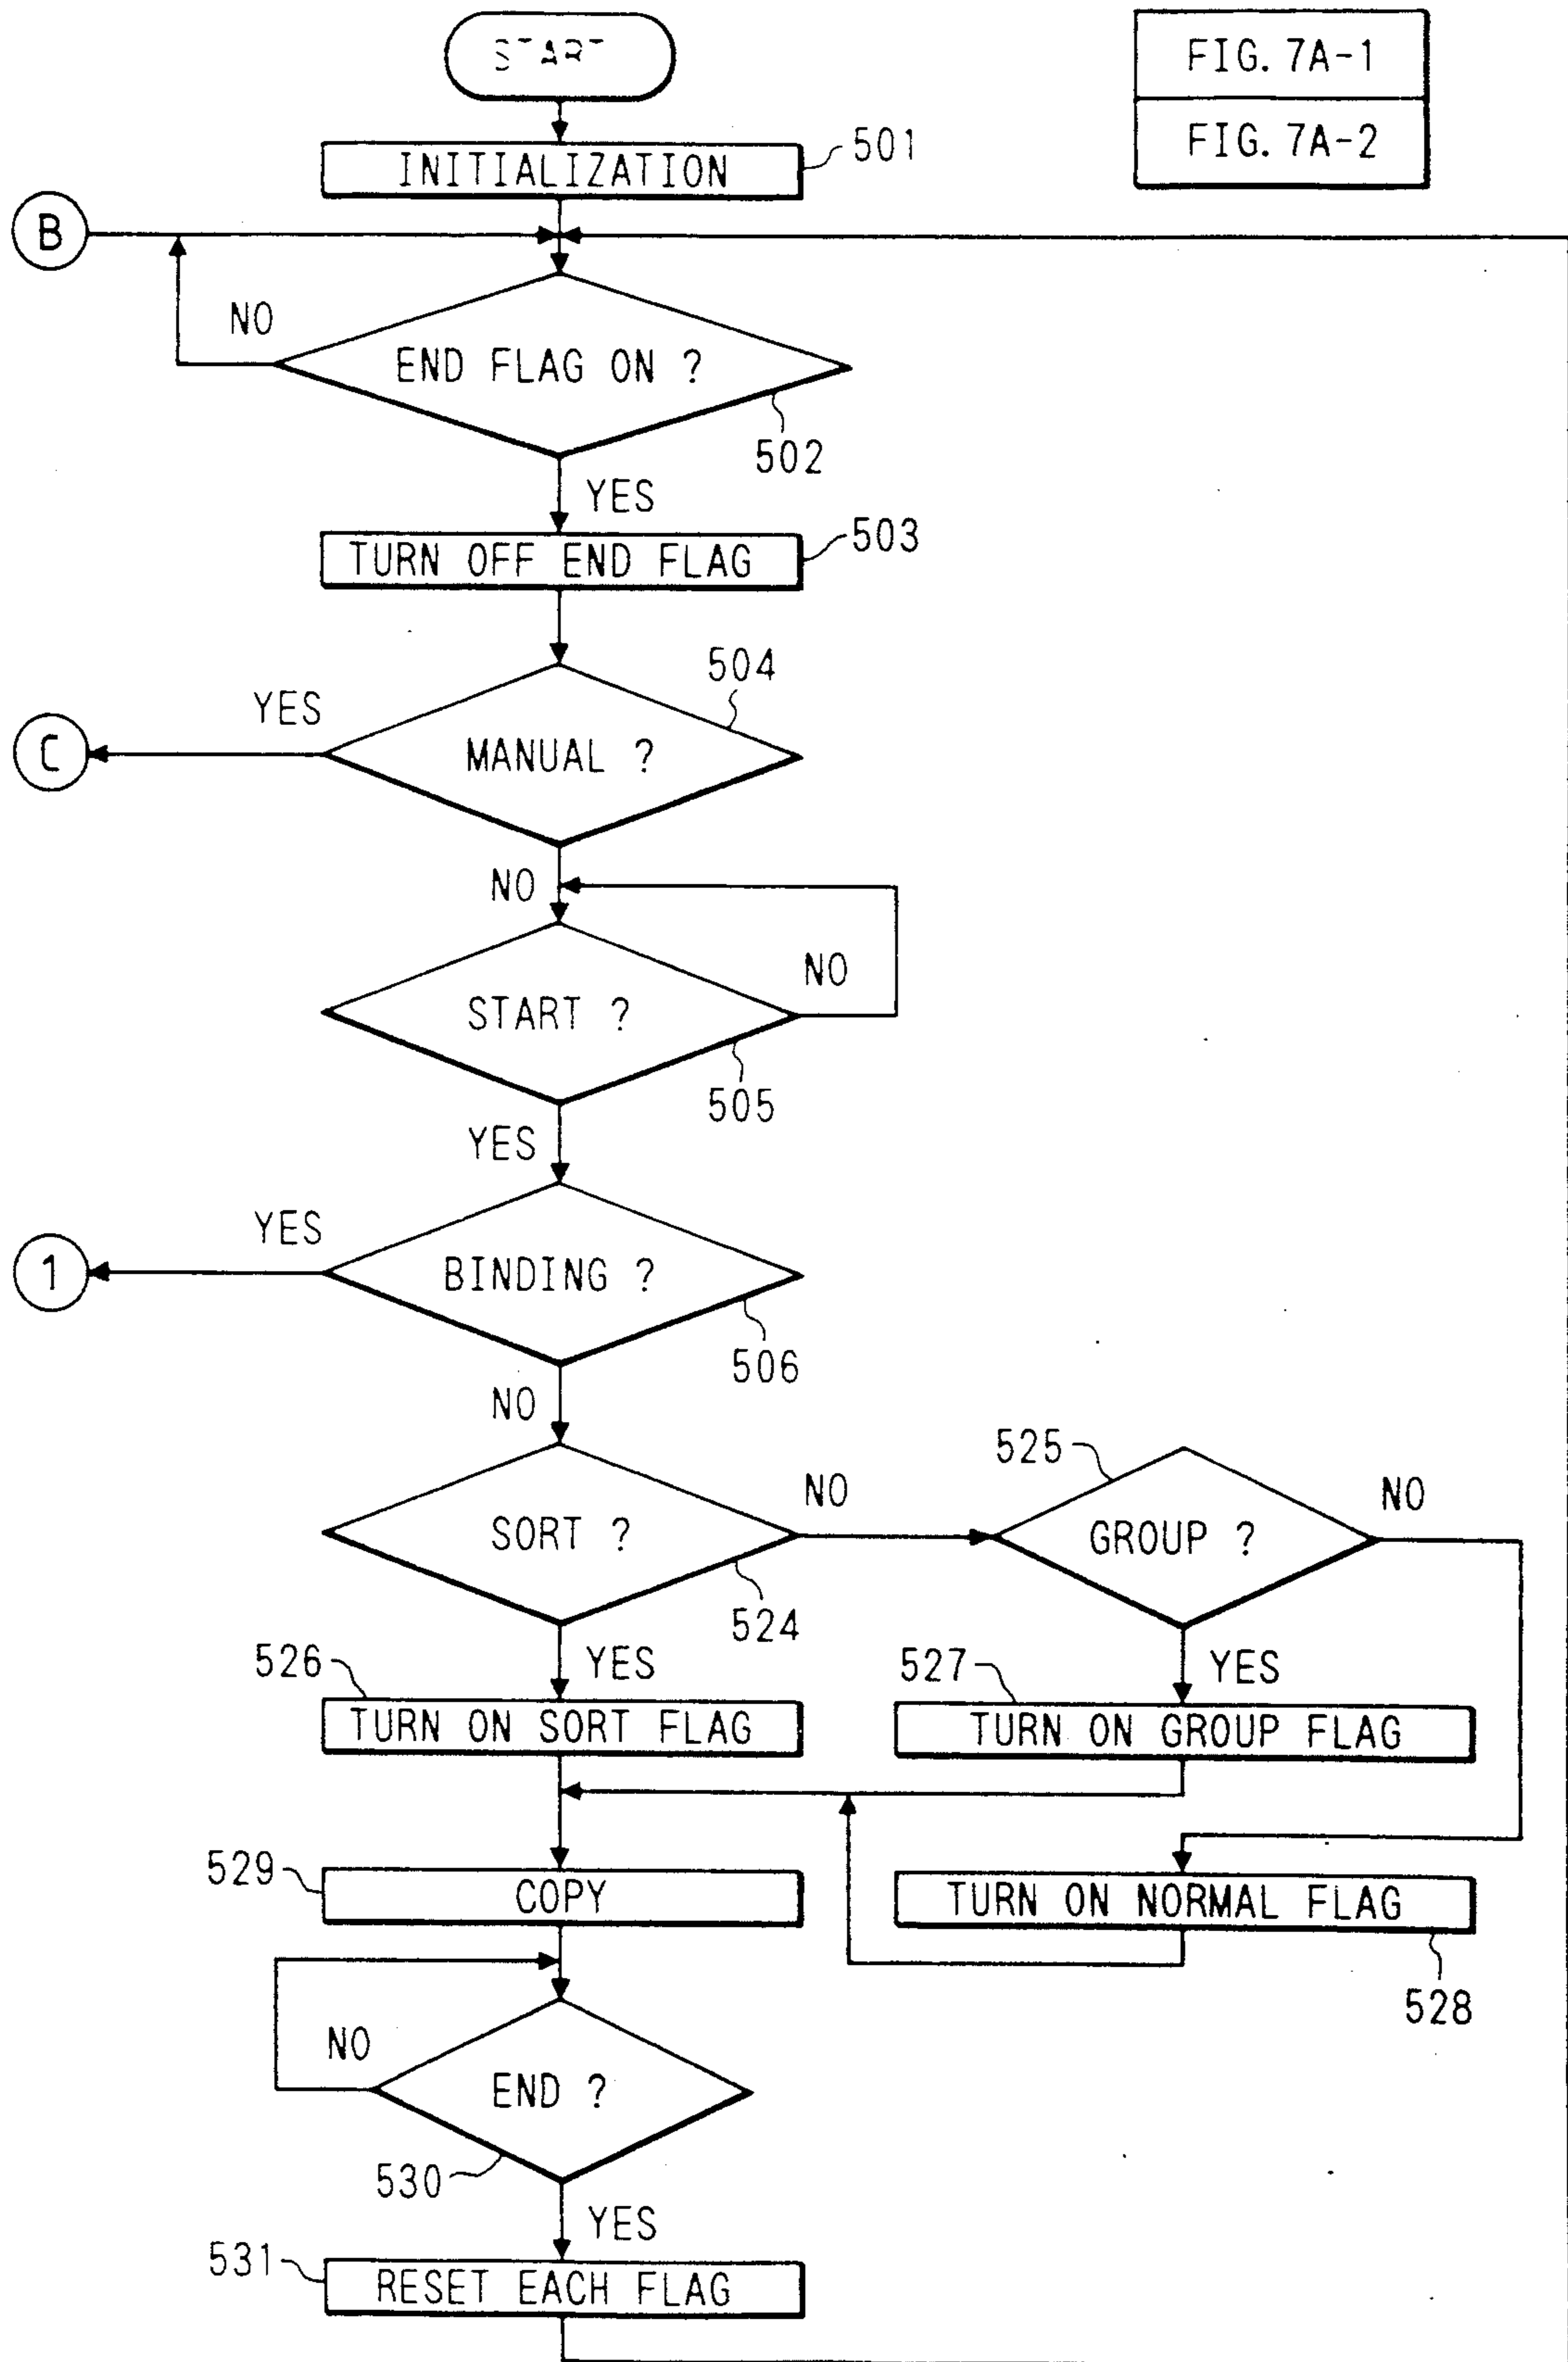 START
FIG. 7A-1
FIG. 7A-2
INITIALIZATION
501
B
NO
END FLAG ON ?
502
YES
TURN OFF END FLAG
503
504
YES
C
MANUAL ?
NO
NO
START ?
505
YES
YES
1
BINDING ?
506
NO
525
NO
NO
SORT ?
GROUP ?
524
526
YES
527
YES
TURN ON SORT FLAG
TURN ON GROUP FLAG
529
COPY
TURN ON NORMAL FLAG
528
NO
END ?
530
YES
531
RESET EACH FLAG